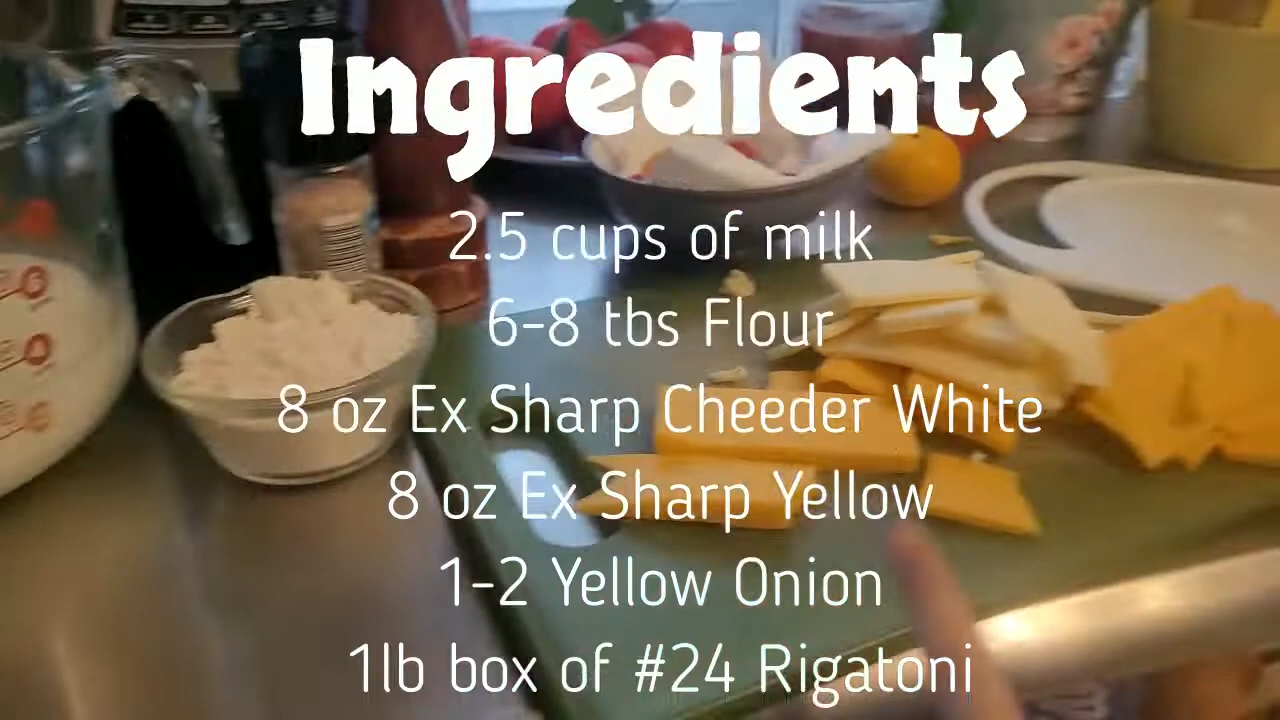 Ingredients
2.5 cups of milk
6-8 tbs Flour
8 oz Ex Sharp Cheeder White
8 oz Ex Sharp Yellow
1-2 Yellow Onion
1lb box of #24 Rigatoni